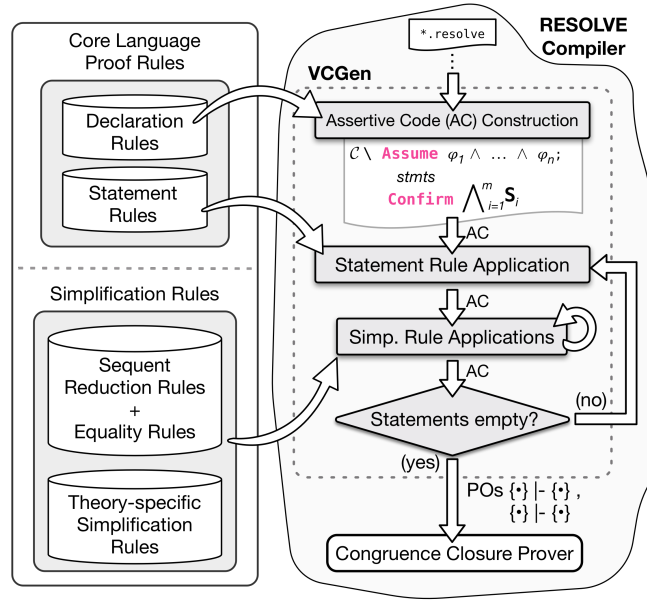 Core Language
Proof Rules
Declaration
Rules
Statement
Rules
Simplification Rules
Sequent
Reduction Rules
+
Equality Rules
Theory-specific
Simplification
Rules
RESOLVE
Compiler
*.resolve
VCGen
Assertive Code (AC) Construction
𝒞 \ Assume φ₁ ∧ … ∧ φₙ;
stmts
Confirm ⋀ᵐᵢ₌₁ Sᵢ
AC
Statement Rule Application
AC
Simp. Rule Applications
AC
Statements empty?
(no)
(yes)
POs {•} |- {•} ,
{•} |- {•}
Congruence Closure Prover